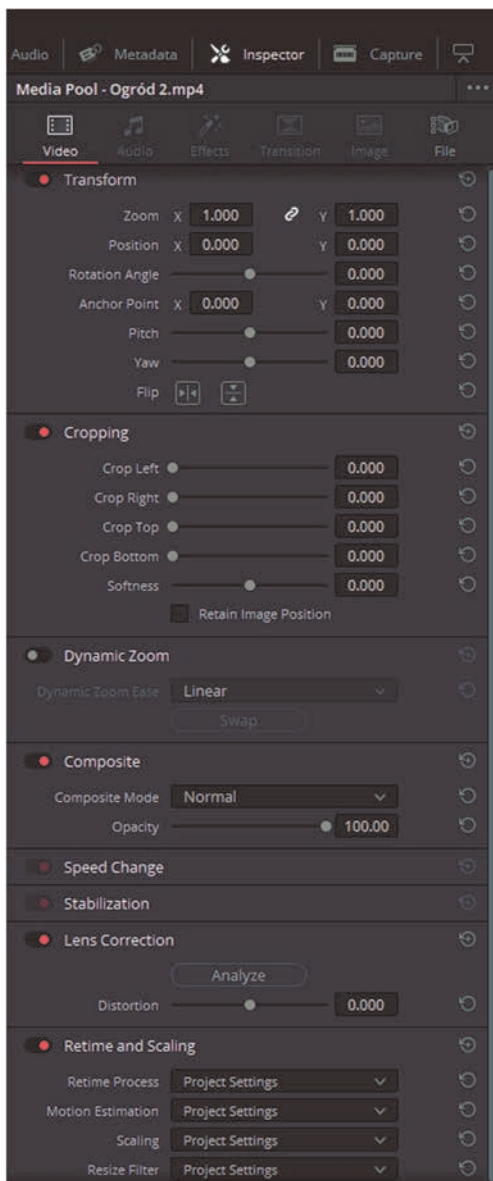 Audio Metadata Inspector Capture
Media Pool - Ogród 2.mp4
Video Audio Effects Transition Image File
Transform
Zoom X 1.000 Y 1.000
Position X 0.000 Y 0.000
Rotation Angle 0.000
Anchor Point X 0.000 Y 0.000
Pitch 0.000
Yaw 0.000
Flip
Cropping
Crop Left 0.000
Crop Right 0.000
Crop Top 0.000
Crop Bottom 0.000
Softness 0.000
Retain Image Position
Dynamic Zoom
Dynamic Zoom Ease Linear
Swap
Composite
Composite Mode Normal
Opacity 100.00
Speed Change
Stabilization
Lens Correction
Analyze
Distortion 0.000
Retime and Scaling
Retime Process Project Settings
Motion Estimation Project Settings
Scaling Project Settings
Resize Filter Project Settings